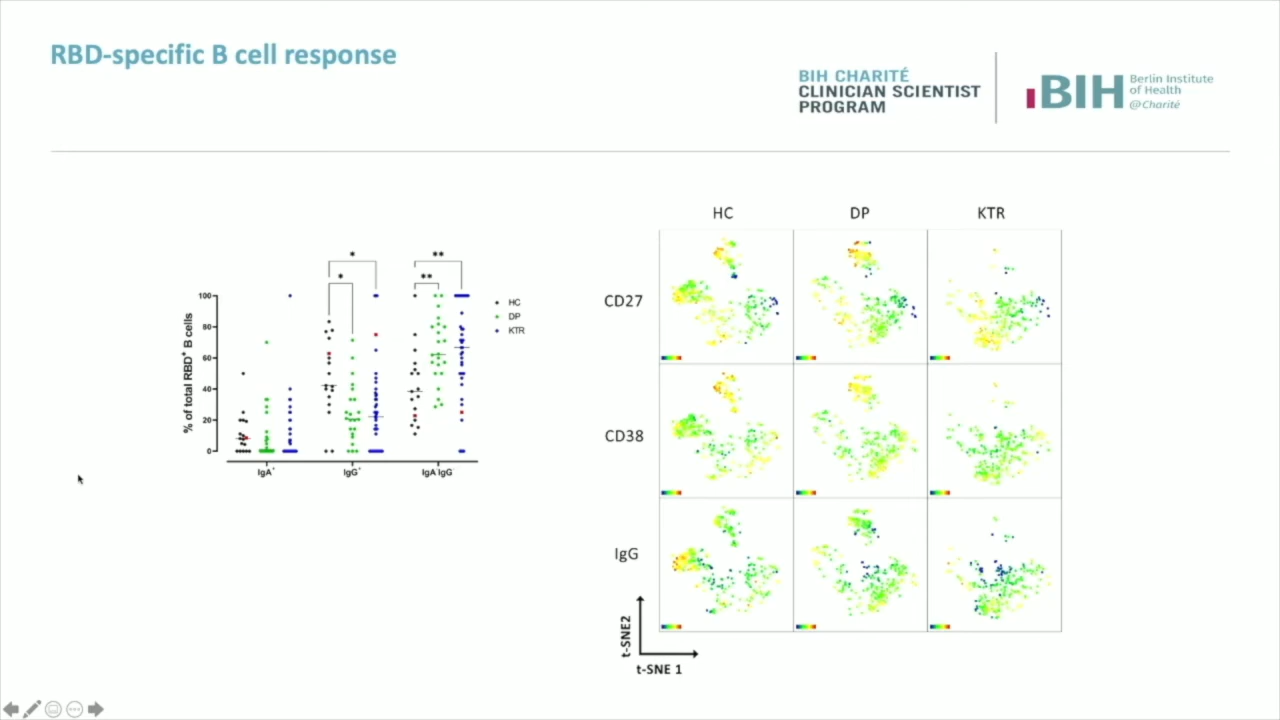 RBD-specific B cell response
BIH CHARITÉ
CLINICIAN SCIENTIST
PROGRAM
BIH
Berlin Institute
of Health
@Charité
% of total RBD+ B cells
100
80
60
40
20
0
* 
*
**
**
IgA+
IgG+
IgA-IgG-
HC
DP
KTR
HC
DP
KTR
CD27
CD38
IgG
t-SNE2
t-SNE 1